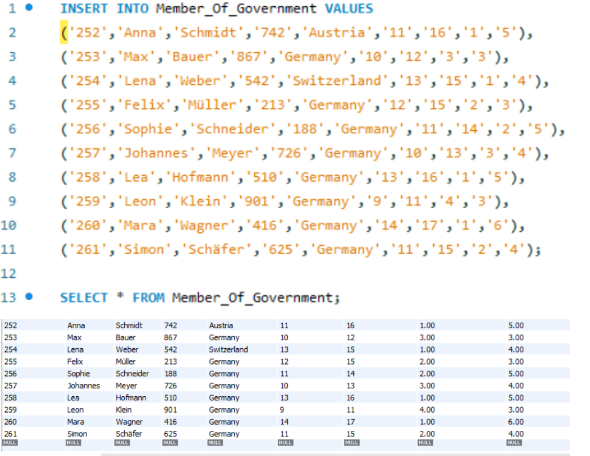 1 INSERT INTO Member_Of_Government VALUES
2 ('252','Anna','Schmidt','742','Austria','11','16','1','5'),
3 ('253','Max','Bauer','867','Germany','10','12','3','3'),
4 ('254','Lena','Weber','542','Switzerland','13','15','1','4'),
5 ('255','Felix','Müller','213','Germany','12','15','2','3'),
6 ('256','Sophie','Schneider','188','Germany','11','14','2','5'),
7 ('257','Johannes','Meyer','726','Germany','10','13','3','4'),
8 ('258','Lea','Hofmann','510','Germany','13','16','1','5'),
9 ('259','Leon','Klein','901','Germany','9','11','4','3'),
10 ('260','Mara','Wagner','416','Germany','14','17','1','6'),
11 ('261','Simon','Schäfer','625','Germany','11','15','2','4');
12
13 SELECT * FROM Member_Of_Government;
252 Anna Schmidt 742 Austria 11 16 1.00 5.00
253 Max Bauer 867 Germany 10 12 3.00 3.00
254 Lena Weber 542 Switzerland 13 15 1.00 4.00
255 Felix Müller 213 Germany 12 15 2.00 3.00
256 Sophie Schneider 188 Germany 11 14 2.00 5.00
257 Johannes Meyer 726 Germany 10 13 3.00 4.00
258 Lea Hofmann 510 Germany 13 16 1.00 5.00
259 Leon Klein 901 Germany 9 11 4.00 3.00
260 Mara Wagner 416 Germany 14 17 1.00 6.00
261 Simon Schäfer 625 Germany 11 15 2.00 4.00
NULL NULL NULL NULL NULL NULL NULL NULL NULL